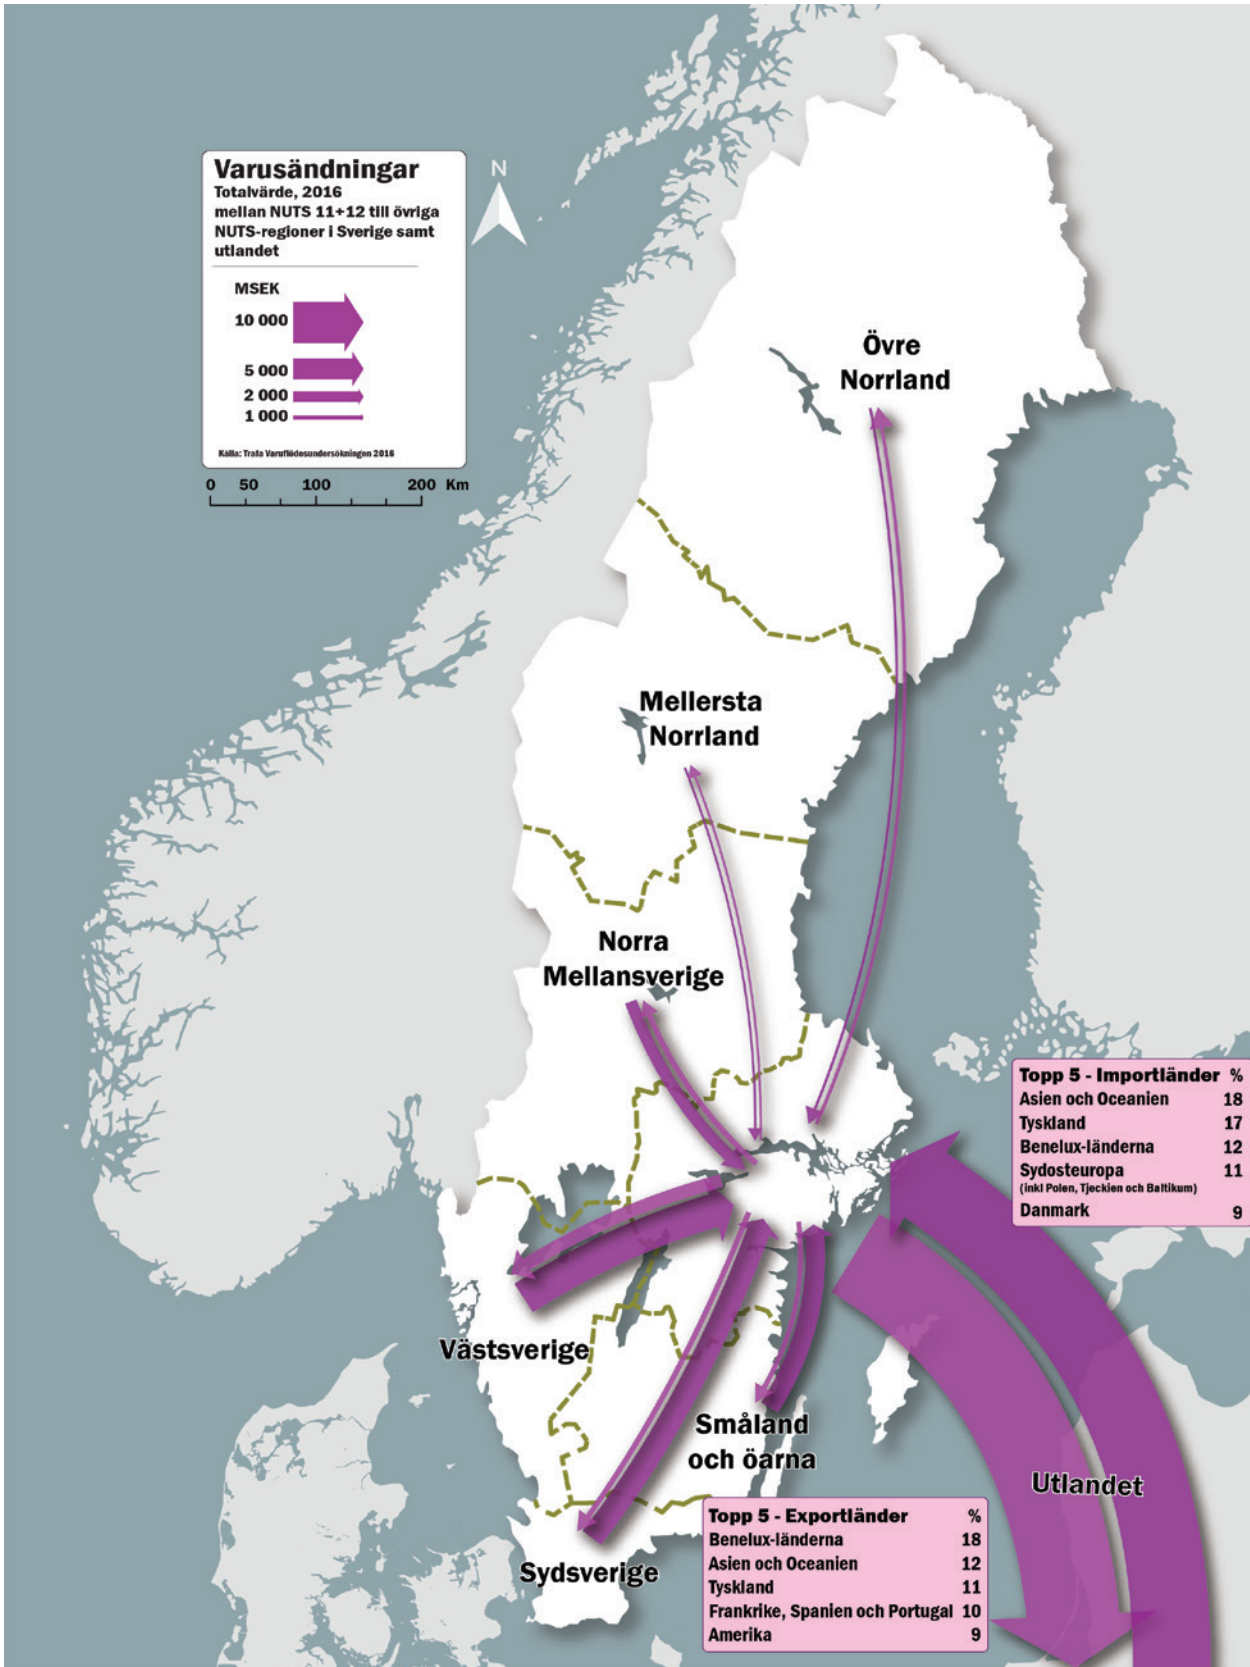 Varusändningar
Totalvärde, 2016
mellan NUTS 11+12 till övriga
NUTS-regioner i Sverige samt
utlandet
MSEK
10 000
5 000
2 000
1 000
Källa: Trafa Varuflödesundersökningen 2016
N
0 50 100 200 Km
Övre
Norrland
Mellersta
Norrland
Norra
Mellansverige
Topp 5 - Importländer %
Asien och Oceanien 18
Tyskland 17
Benelux-länderna 12
Sydosteuropa 11
(inkl Polen, Tjeckien och Baltikum)
Danmark 9
Västsverige
Småland
och öarna
Utlandet
Topp 5 - Exportländer %
Benelux-länderna 18
Asien och Oceanien 12
Tyskland 11
Frankrike, Spanien och Portugal 10
Amerika 9
Sydsverige